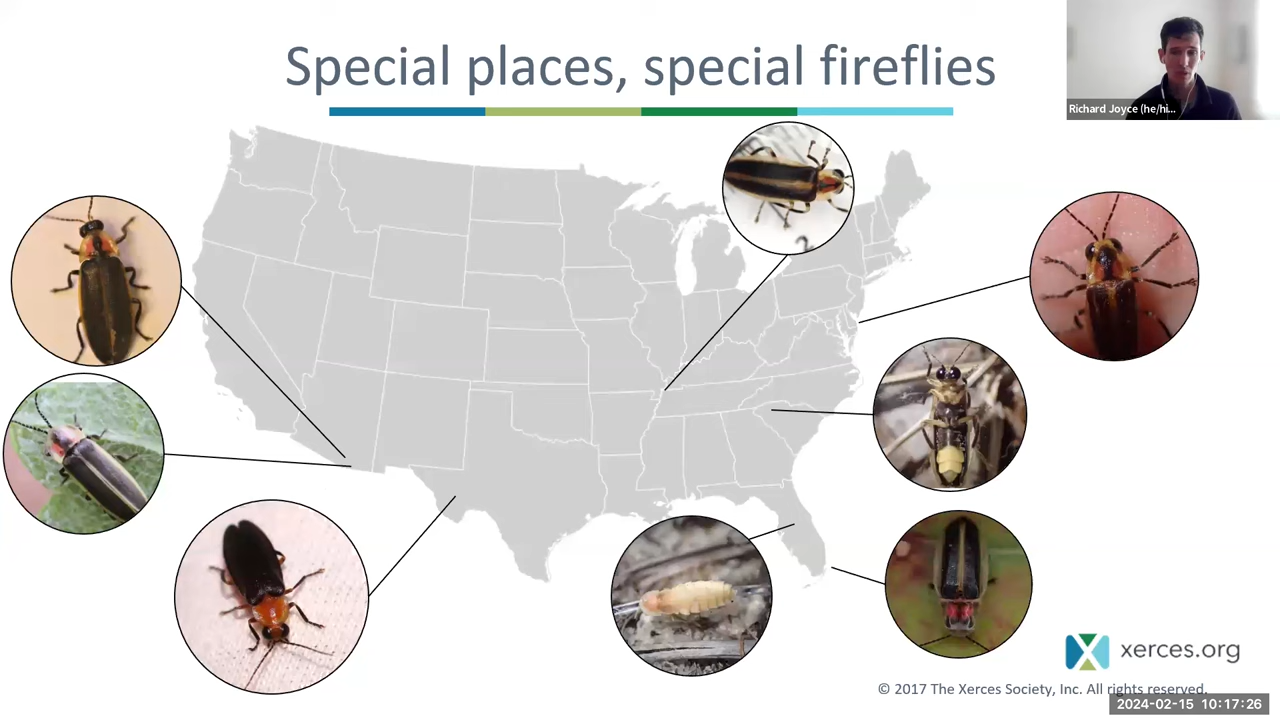 Special places, special fireflies
Richard Joyce (he/hi...
xerces.org
© 2017 The Xerces Society, Inc. All rights reserved.
2024-02-15 10:17:26